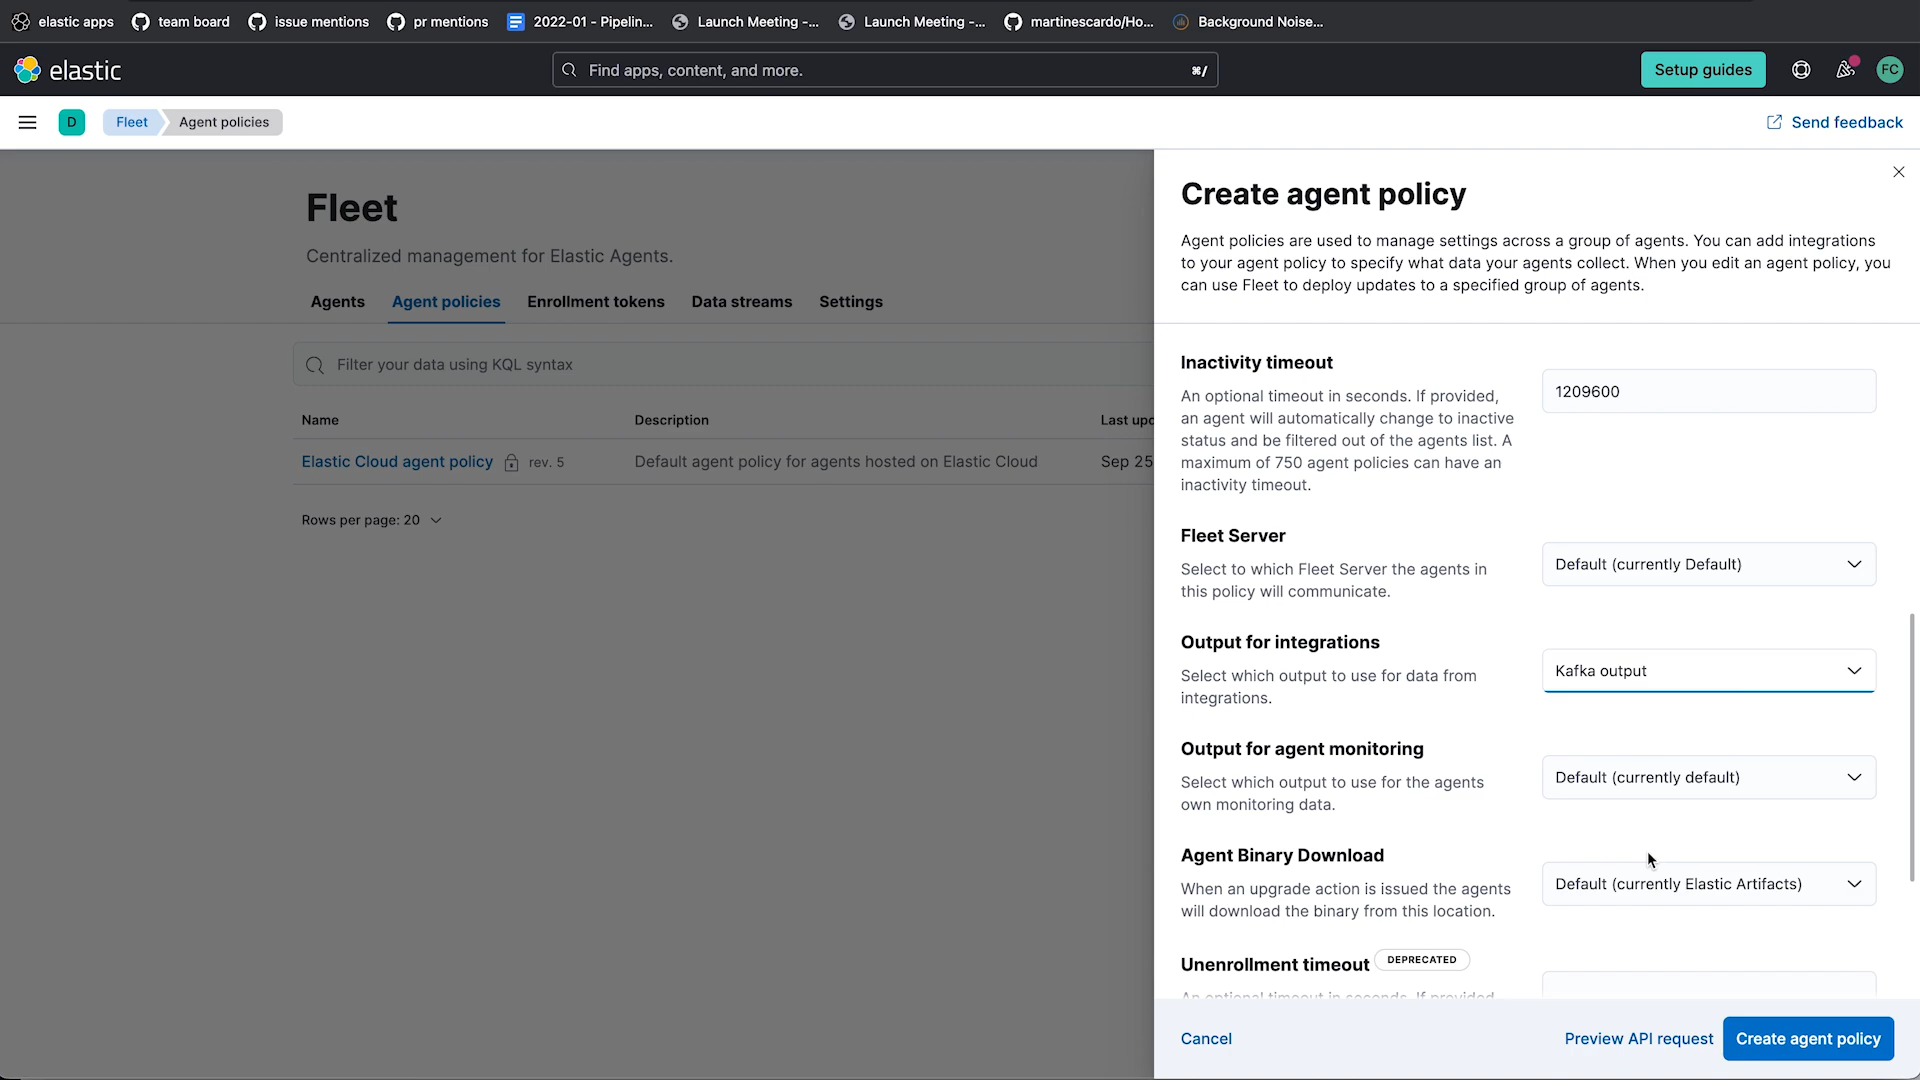 elastic apps
team board
issue mentions
pr mentions
2022-01 - Pipelin...
Launch Meeting -...
Launch Meeting -...
martinescardo/Ho...
Background Noise...
elastic
Find apps, content, and more.
⌘/
Setup guides
FC
D
Fleet
Agent policies
Send feedback
Fleet
Centralized management for Elastic Agents.
Agents
Agent policies
Enrollment tokens
Data streams
Settings
Filter your data using KQL syntax
Name
Description
Last upd
Elastic Cloud agent policy
rev. 5
Default agent policy for agents hosted on Elastic Cloud
Sep 25
Rows per page: 20
Create agent policy
Agent policies are used to manage settings across a group of agents. You can add integrations
to your agent policy to specify what data your agents collect. When you edit an agent policy, you
can use Fleet to deploy updates to a specified group of agents.
Inactivity timeout
An optional timeout in seconds. If provided,
an agent will automatically change to inactive
status and be filtered out of the agents list. A
maximum of 750 agent policies can have an
inactivity timeout.
1209600
Fleet Server
Select to which Fleet Server the agents in
this policy will communicate.
Default (currently Default)
Output for integrations
Select which output to use for data from
integrations.
Kafka output
Output for agent monitoring
Select which output to use for the agents
own monitoring data.
Default (currently default)
Agent Binary Download
When an upgrade action is issued the agents
will download the binary from this location.
Default (currently Elastic Artifacts)
Unenrollment timeout
DEPRECATED
An optional timeout in seconds. If provided,
Cancel
Preview API request
Create agent policy